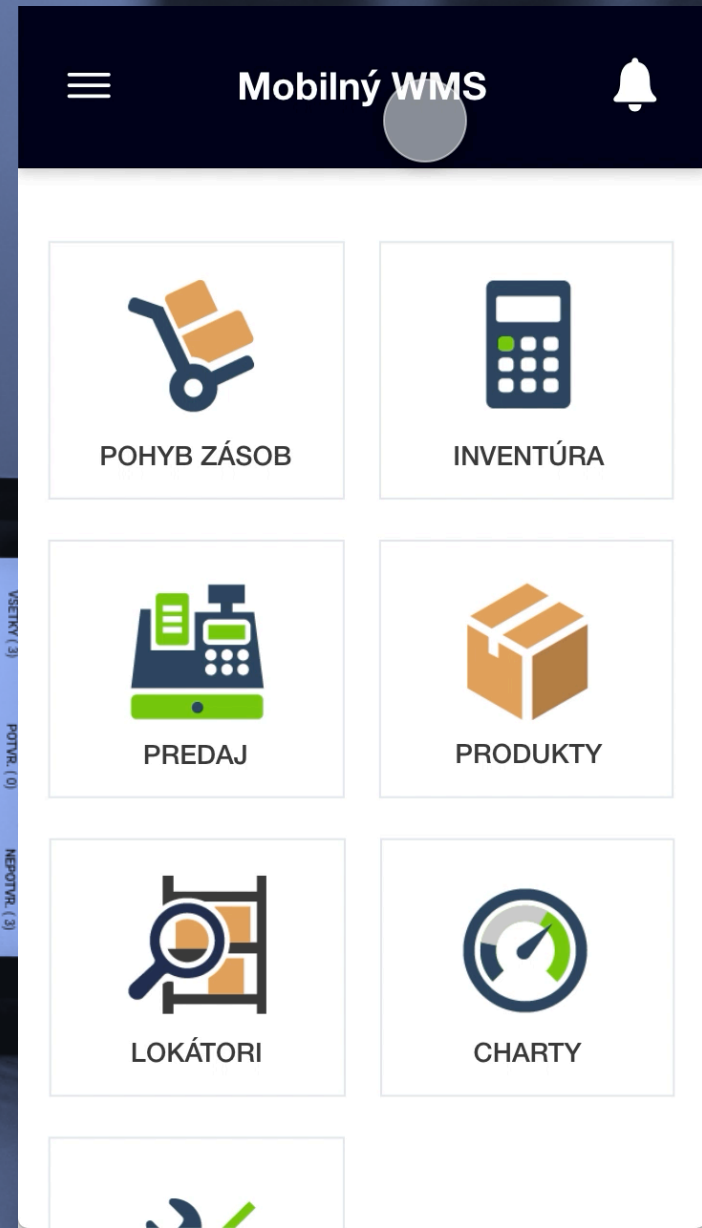 Mobilný WMS
POHYB ZÁSOB
INVENTÚRA
PREDAJ
PRODUKTY
LOKÁTORI
CHARTY
VŠETKY ( 3)
POTVR. ( 0)
NEPOTVR. ( 3)